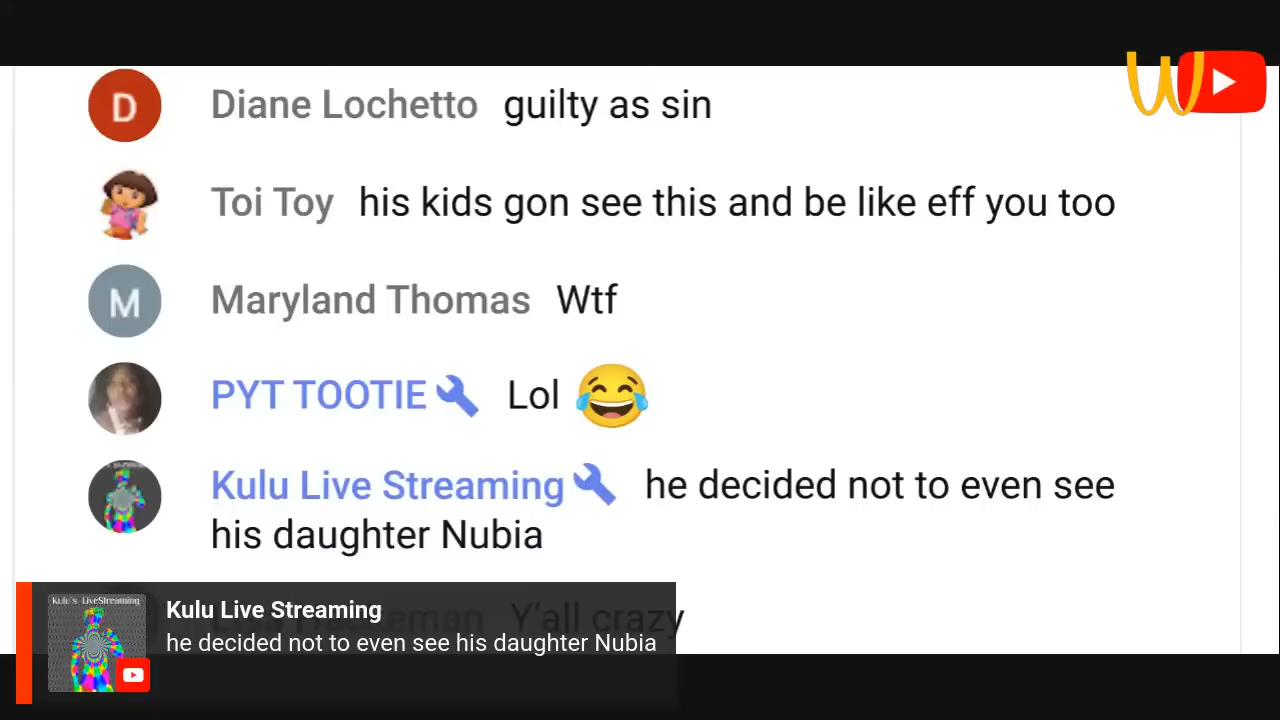 D Diane Lochetto guilty as sin
Toi Toy his kids gon see this and be like eff you too
M Maryland Thomas Wtf
PYT TOOTIE Lol 😂
Kulu Live Streaming he decided not to even see
his daughter Nubia
Y'all crazy
Kulu's LiveStreaming
Kulu Live Streaming
he decided not to even see his daughter Nubia